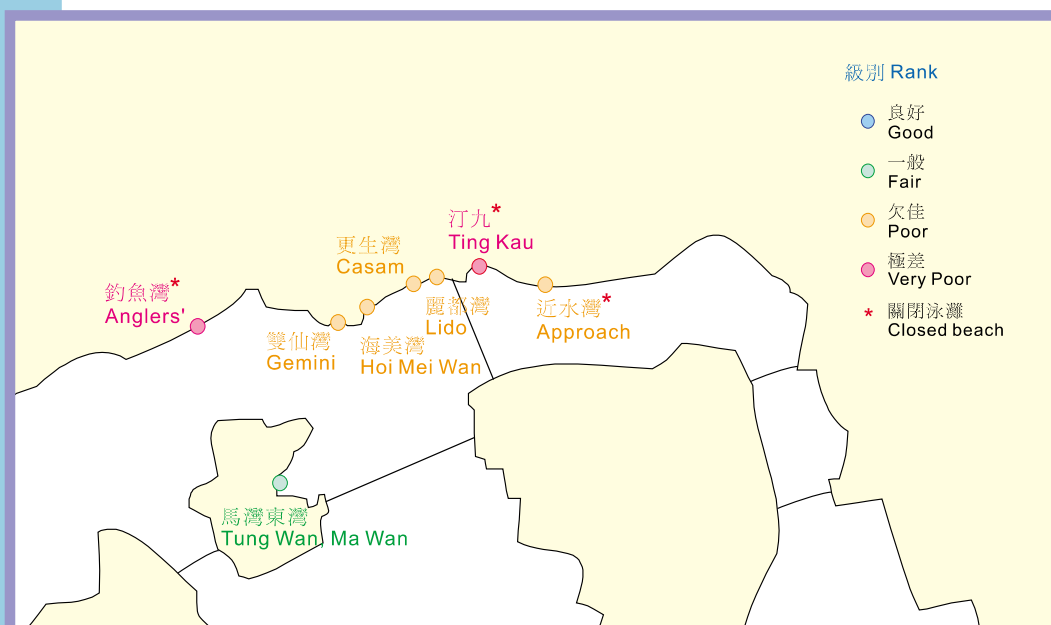 級別 Rank
良好
Good
一般
Fair
欠佳
Poor
極差
Very Poor
* 關閉泳灘
Closed beach
汀九*
Ting Kau
更生灣
Casam
釣魚灣*
Anglers'
麗都灣
Lido
近水灣*
Approach
雙仙灣
Gemini
海美灣
Hoi Mei Wan
馬灣東灣
Tung Wan, Ma Wan